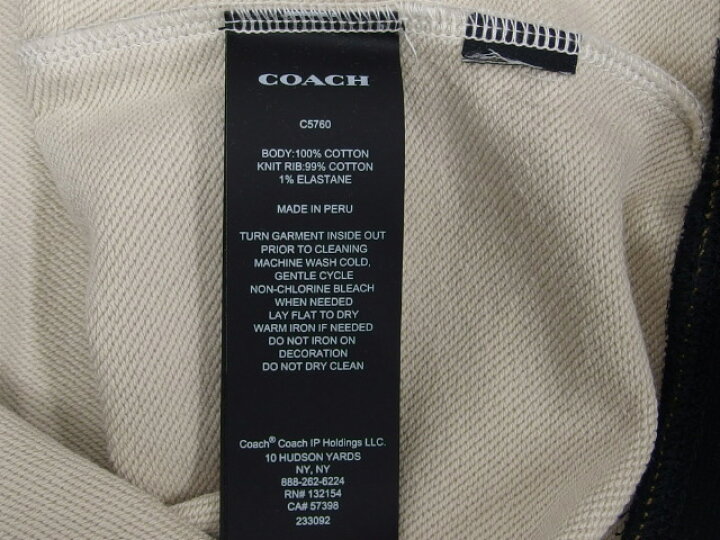 COACH
C5760
BODY:100% COTTON
KNIT RIB:99% COTTON
1% ELASTANE
MADE IN PERU
TURN GARMENT INSIDE OUT
PRIOR TO CLEANING
MACHINE WASH COLD,
GENTLE CYCLE
NON-CHLORINE BLEACH
WHEN NEEDED
LAY FLAT TO DRY
WARM IRON IF NEEDED
DO NOT IRON ON
DECORATION
DO NOT DRY CLEAN
Coach® Coach IP Holdings LLC.
10 HUDSON YARDS
NY, NY
888-262-6224
RN# 132154
CA# 57398
233092